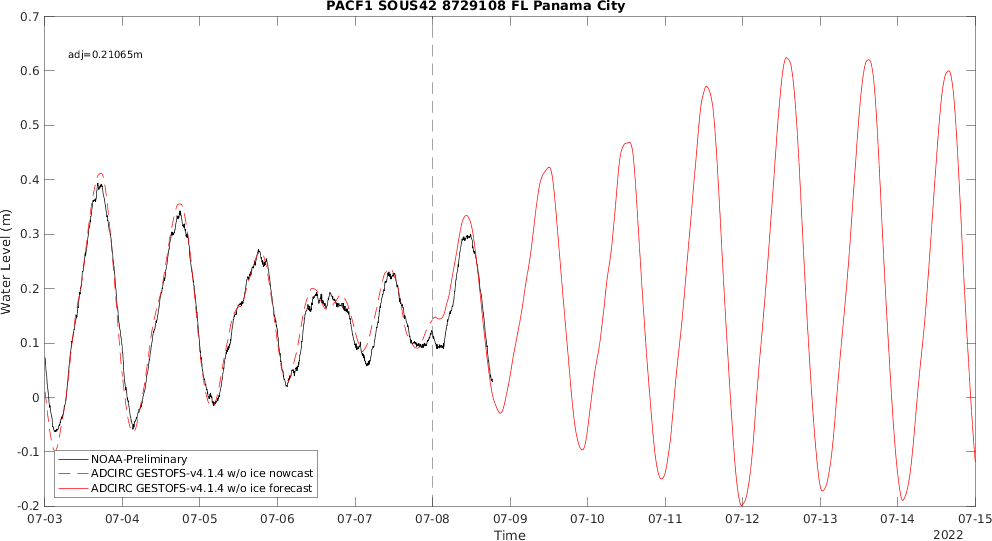 PACF1 SOUS42 8729108 FL Panama City
adj=0.21065m
0.7
0.6
0.5
0.4
0.3
0.2
0.1
0
-0.1
-0.2
Water Level (m)
NOAA-Preliminary
ADCIRC GESTOFS-v4.1.4 w/o ice nowcast
ADCIRC GESTOFS-v4.1.4 w/o ice forecast
07-03 07-04 07-05 07-06 07-07 07-08 07-09 07-10 07-11 07-12 07-13 07-14 07-15
Time
2022